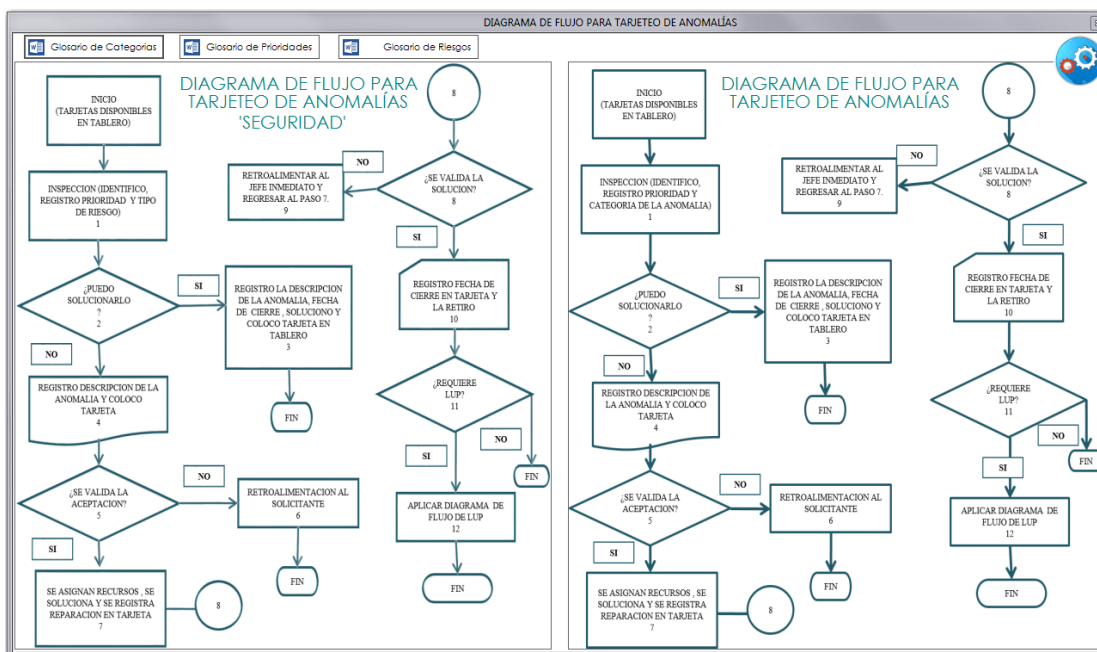 DIAGRAMA DE FLUJO PARA TARJETEO DE ANOMALÍAS
Glosario de Categorias
Glosario de Prioridades
Glosario de Riesgos
DIAGRAMA DE FLUJO PARA
TARJETEO DE ANOMALÍAS
'SEGURIDAD'
INICIO
(TARJETAS DISPONIBLES
EN TABLERO)
INSPECCION (IDENTIFICO,
REGISTRO PRIORIDAD Y TIPO
DE RIESGO)
1
¿PUEDO
SOLUCIONARLO
?
2
SI
REGISTRO LA DESCRIPCION
DE LA ANOMALIA, FECHA
DE CIERRE , SOLUCIONO Y
COLOCO TARJETA EN
TABLERO
3
FIN
NO
REGISTRO DESCRIPCION DE LA
ANOMALIA Y COLOCO
TARJETA
4
¿SE VALIDA LA
ACEPTACION?
5
NO
RETROALIMENTACION AL
SOLICITANTE
6
FIN
SI
SE ASIGNAN RECURSOS , SE
SOLUCIONA Y SE REGISTRA
REPARACION EN TARJETA
7
8
8
¿SE VALIDA LA
SOLUCION?
8
NO
RETROALIMENTAR AL
JEFE INMEDIATO Y
REGRESAR AL PASO 7.
9
SI
REGISTRO FECHA DE
CIERRE EN TARJETA Y
LA RETIRO
10
¿REQUIERE
LUP?
11
NO
FIN
SI
APLICAR DIAGRAMA DE
FLUJO DE LUP
12
FIN
DIAGRAMA DE FLUJO PARA
TARJETEO DE ANOMALÍAS
INICIO
(TARJETAS DISPONIBLES
EN TABLERO)
INSPECCION (IDENTIFICO,
REGISTRO PRIORIDAD Y
CATEGORIA DE LA ANOMALIA)
1
¿PUEDO
SOLUCIONARLO
?
2
SI
REGISTRO LA DESCRIPCION
DE LA ANOMALIA, FECHA
DE CIERRE , SOLUCIONO Y
COLOCO TARJETA EN
TABLERO
3
FIN
NO
REGISTRO DESCRIPCION DE
LA ANOMALIA Y COLOCO
TARJETA
4
¿SE VALIDA LA
ACEPTACION?
5
NO
RETROALIMENTACION AL
SOLICITANTE
6
FIN
SI
SE ASIGNAN RECURSOS , SE
SOLUCIONA Y SE REGISTRA
REPARACION EN TARJETA
7
8
8
¿SE VALIDA LA
SOLUCION?
8
NO
RETROALIMENTAR AL
JEFE INMEDIATO Y
REGRESAR AL PASO 7.
9
SI
REGISTRO FECHA DE
CIERRE EN TARJETA Y
LA RETIRO
10
¿REQUIERE
LUP?
11
NO
FIN
SI
APLICAR DIAGRAMA DE
FLUJO DE LUP
12
FIN